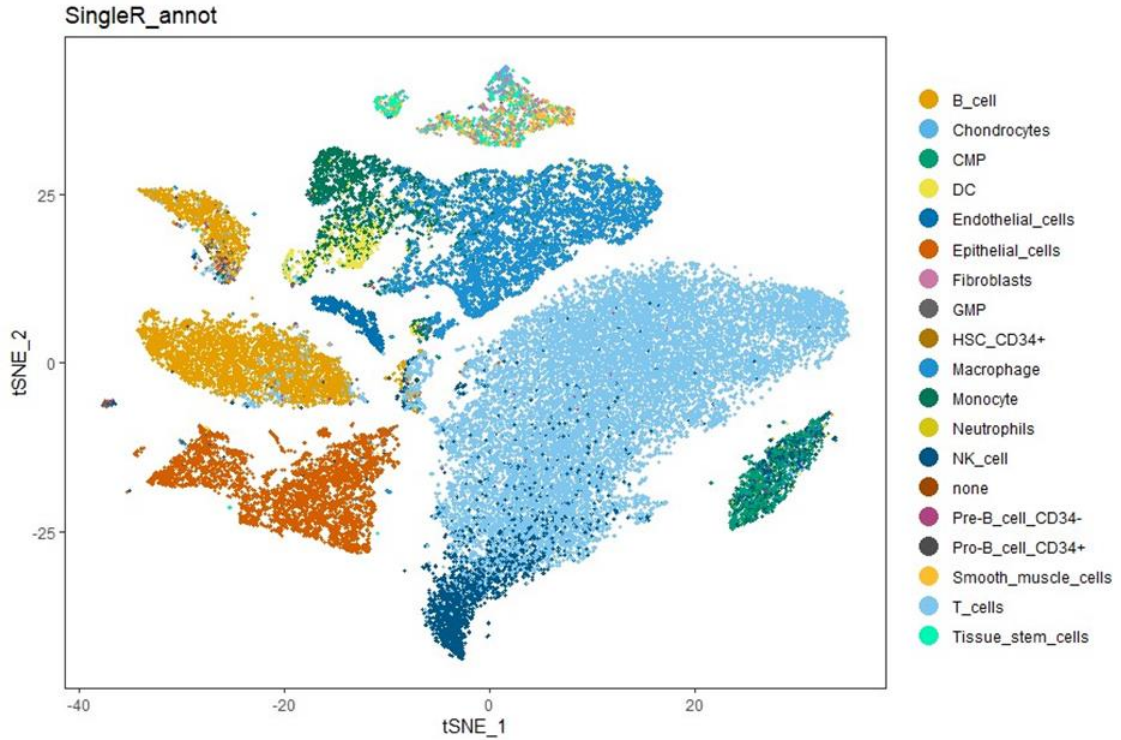 SingleR_annot
25
0
-25
tSNE_2
-40
-20
0
20
tSNE_1
B_cell
Chondrocytes
CMP
DC
Endothelial_cells
Epithelial_cells
Fibroblasts
GMP
HSC_CD34+
Macrophage
Monocyte
Neutrophils
NK_cell
none
Pre-B_cell_CD34-
Pro-B_cell_CD34+
Smooth_muscle_cells
T_cells
Tissue_stem_cells